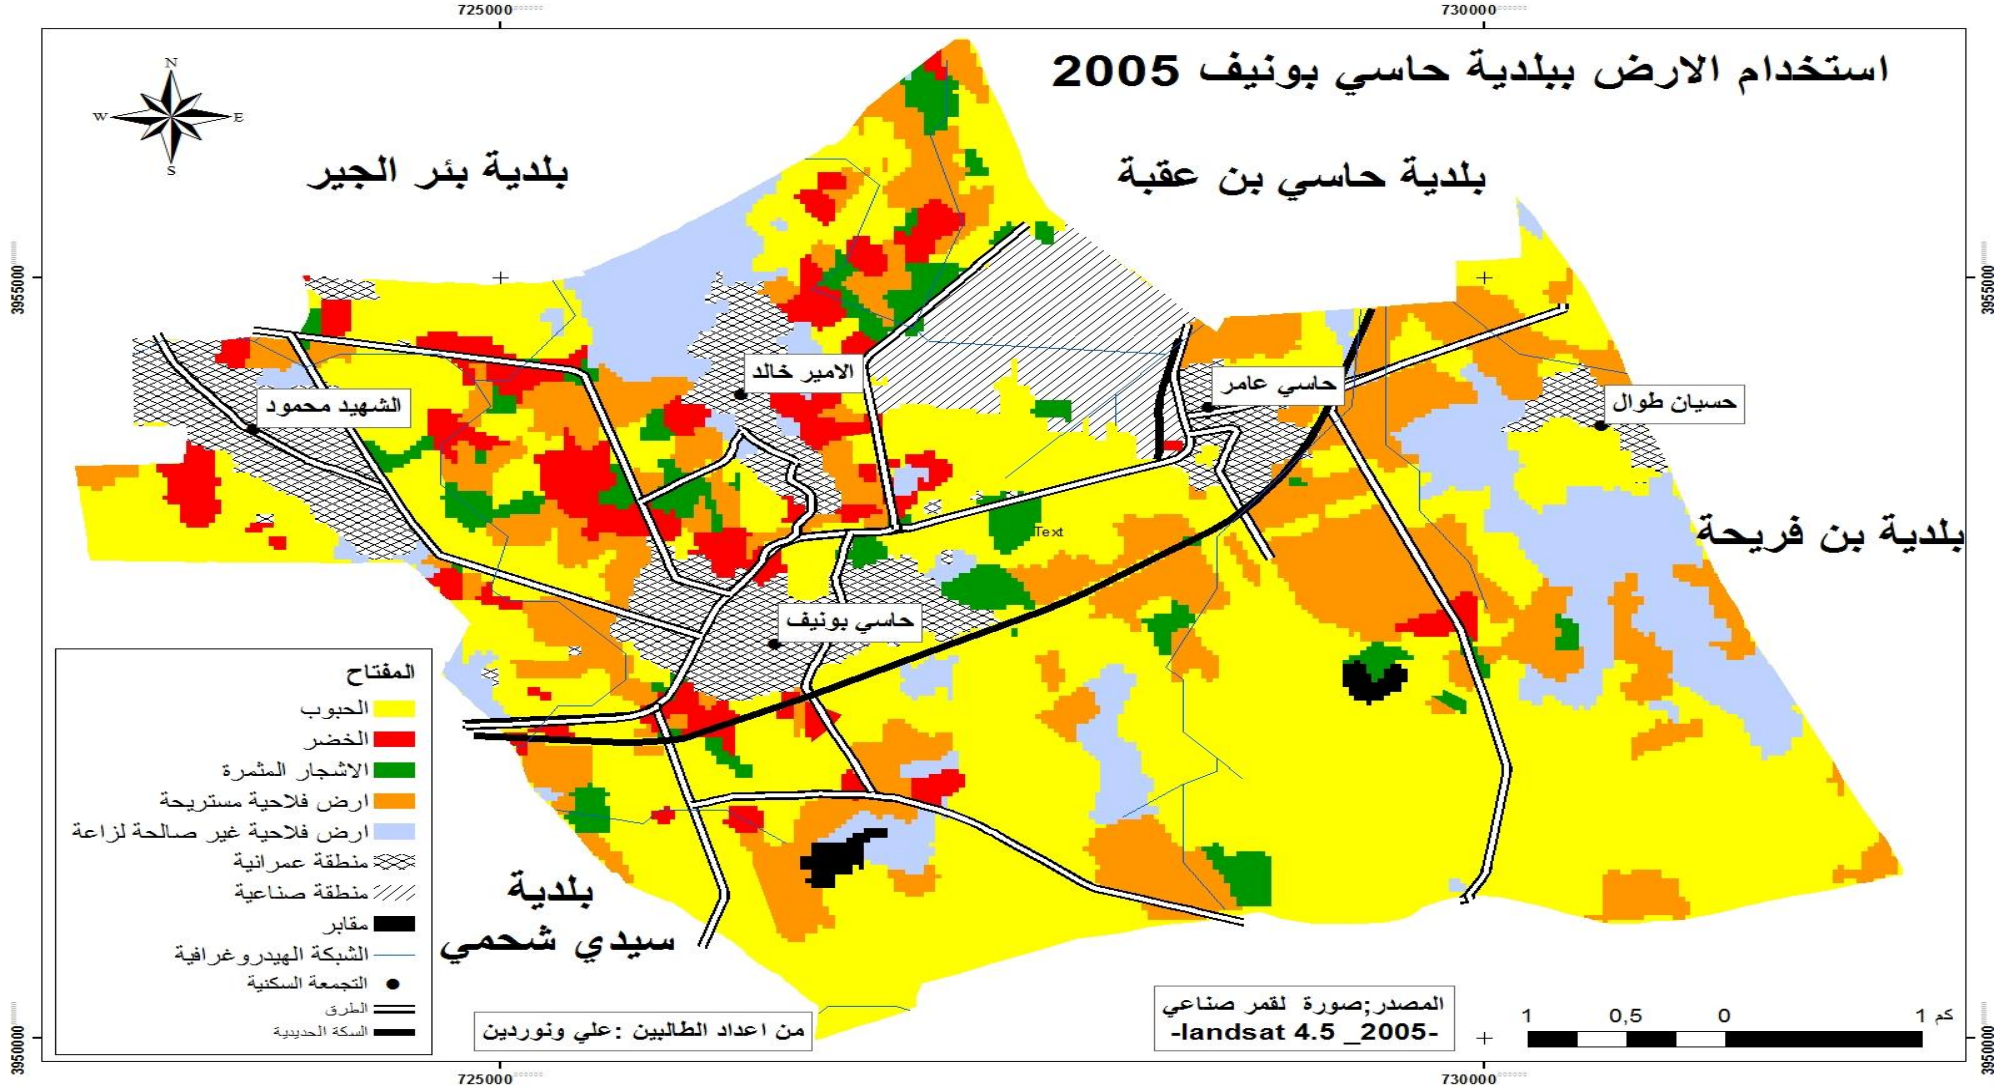 725000
730000
استخدام الارض ببلدية حاسي بونيف 2005
N
W
E
S
بلدية بئر الجير
بلدية حاسي بن عقبة
3955000
3955000
الامير خالد
حاسي عامر
الشهيد محمود
حسيان طوال
Text
بلدية بن فريحة
حاسي بونيف
المفتاح
الحبوب
الخضر
الاشجار المثمرة
ارض فلاحية مستريحة
ارض فلاحية غير صالحة لزاعة
منطقة عمرانية
منطقة صناعية
مقابر
الشبكة الهيدروغرافية
التجمعة السكنية
الطرق
السكة الحديدية
بلدية
سيدي شحمي
من اعداد الطالبين :علي ونوردين
المصدر;صورة لقمر صناعي
-landsat 4.5 _2005-
1 0,5 0 1 كم
3950000
3950000
725000
730000